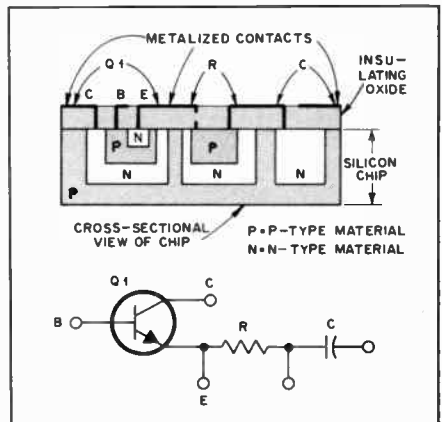 METALIZED CONTACTS
Q1 R C
INSU-
LATING
OXIDE
C B E
P N P
N N N
P
SILICON
CHIP
CROSS-SECTIONAL
VIEW OF CHIP
P=P-TYPE MATERIAL
N=N-TYPE MATERIAL
Q1
C
B
R
C
E